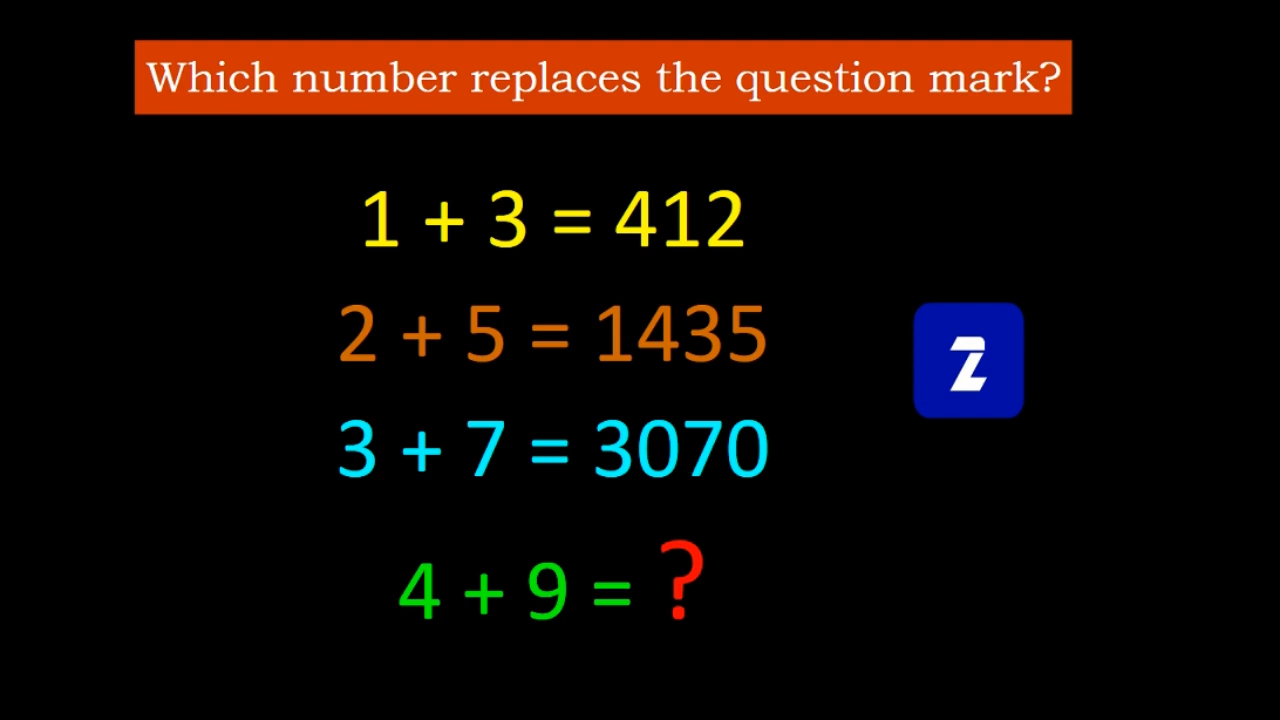 Which number replaces the question mark?
1 + 3 = 412
2 + 5 = 1435
3 + 7 = 3070
4 + 9 = ?
Z